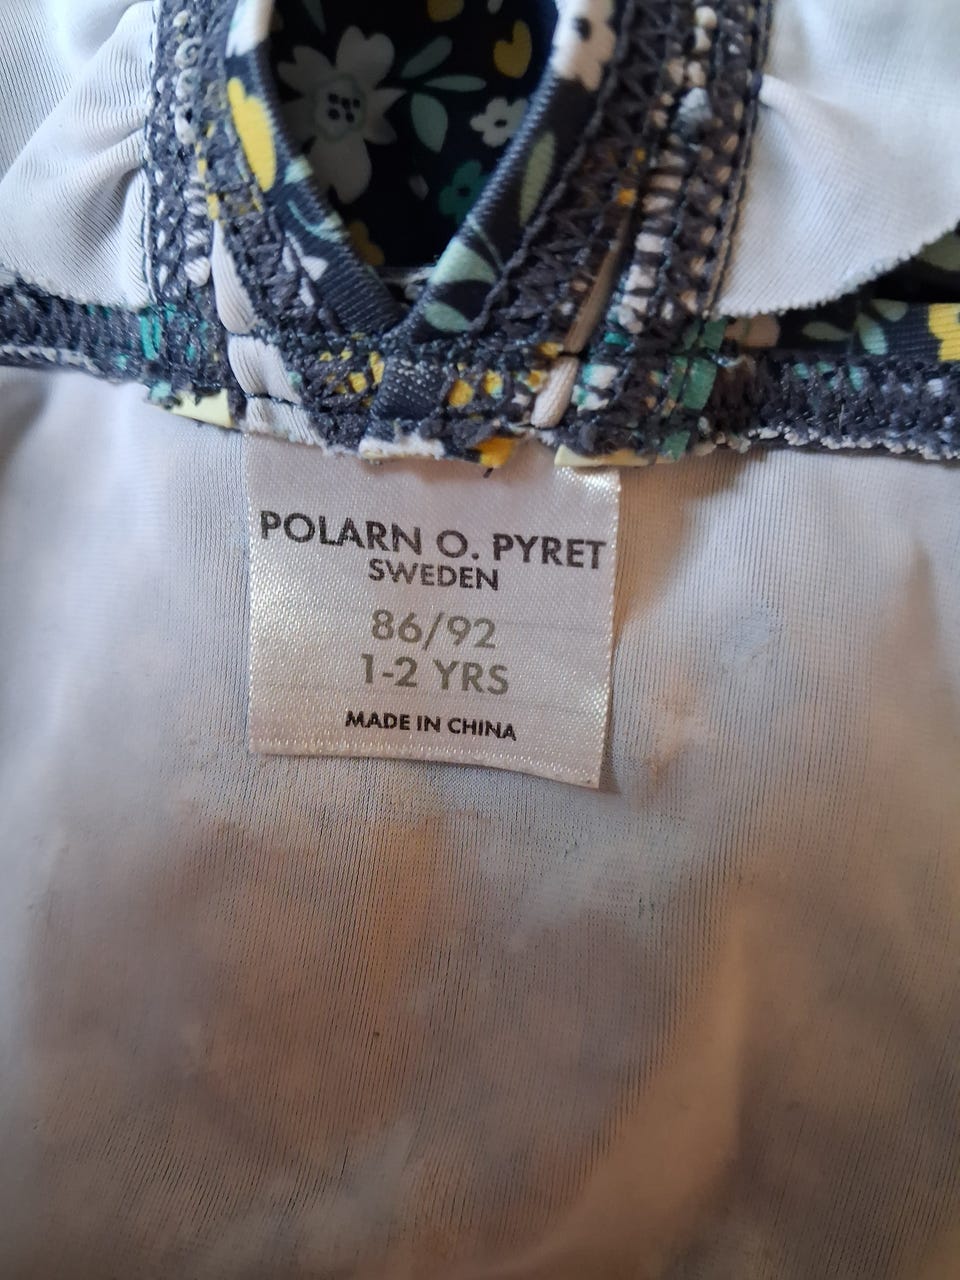 POLARN O. PYRET
SWEDEN
86/92
1-2 YRS
MADE IN CHINA